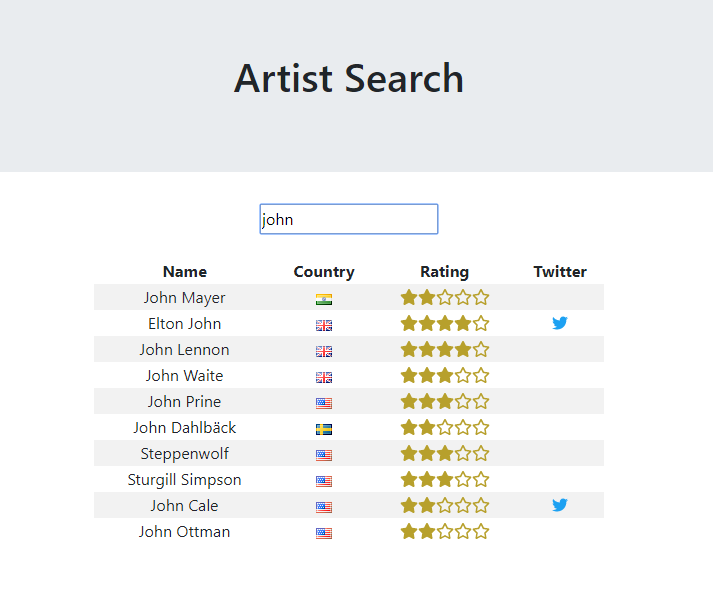 Artist Search
john
Name Country Rating Twitter
John Mayer
Elton John
John Lennon
John Waite
John Prine
John Dahlbäck
Steppenwolf
Sturgill Simpson
John Cale
John Ottman